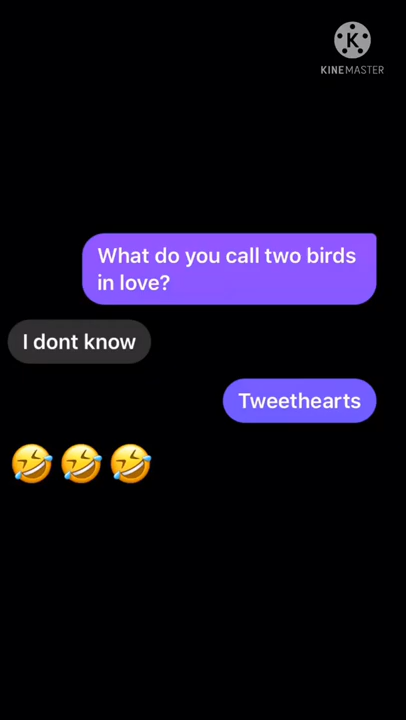 K
KINEMASTER
What do you call two birds
in love?
I dont know
Tweethearts
🤣🤣🤣